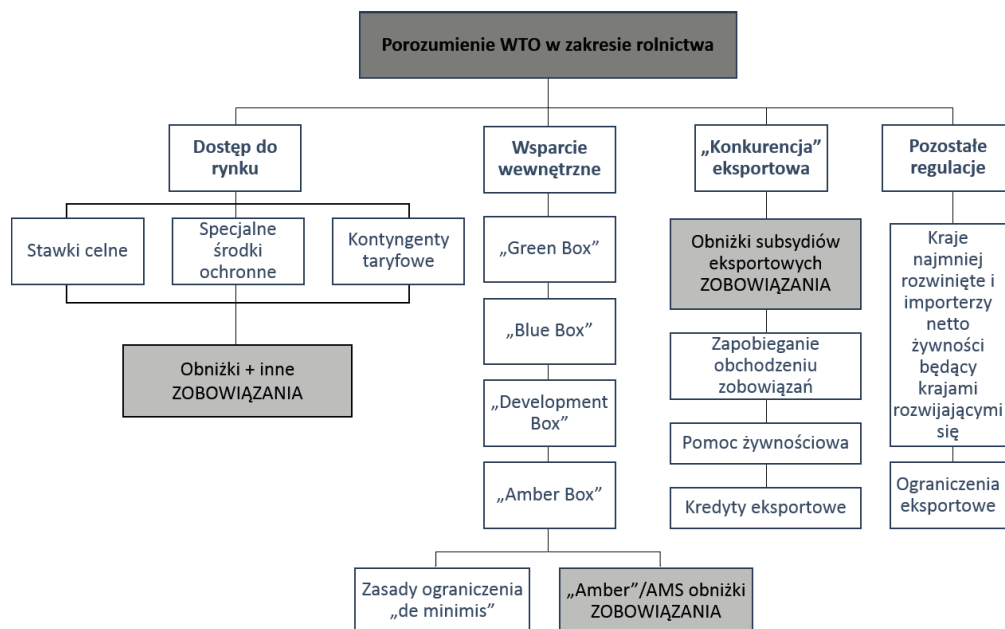 Porozumienie WTO w zakresie rolnictwa
Dostęp do
rynku
Wsparcie
wewnętrzne
„Konkurencja”
eksportowa
Pozostałe
regulacje
Stawki celne
Specjalne
środki
ochronne
Kontyngenty
taryfowe
Obniżki + inne
ZOBOWIĄZANIA
„Green Box”
„Blue Box”
„Development
Box”
„Amber Box”
Zasady ograniczenia
„de minimis”
„Amber”/AMS obniżki
ZOBOWIĄZANIA
Obniżki subsydiów
eksportowych
ZOBOWIĄZANIA
Zapobieganie
obchodzeniu
zobowiązań
Pomoc żywnościowa
Kredyty eksportowe
Kraje
najmniej
rozwinięte i
importerzy
netto
żywności
będący
krajami
rozwijającymi
się
Ograniczenia
eksportowe